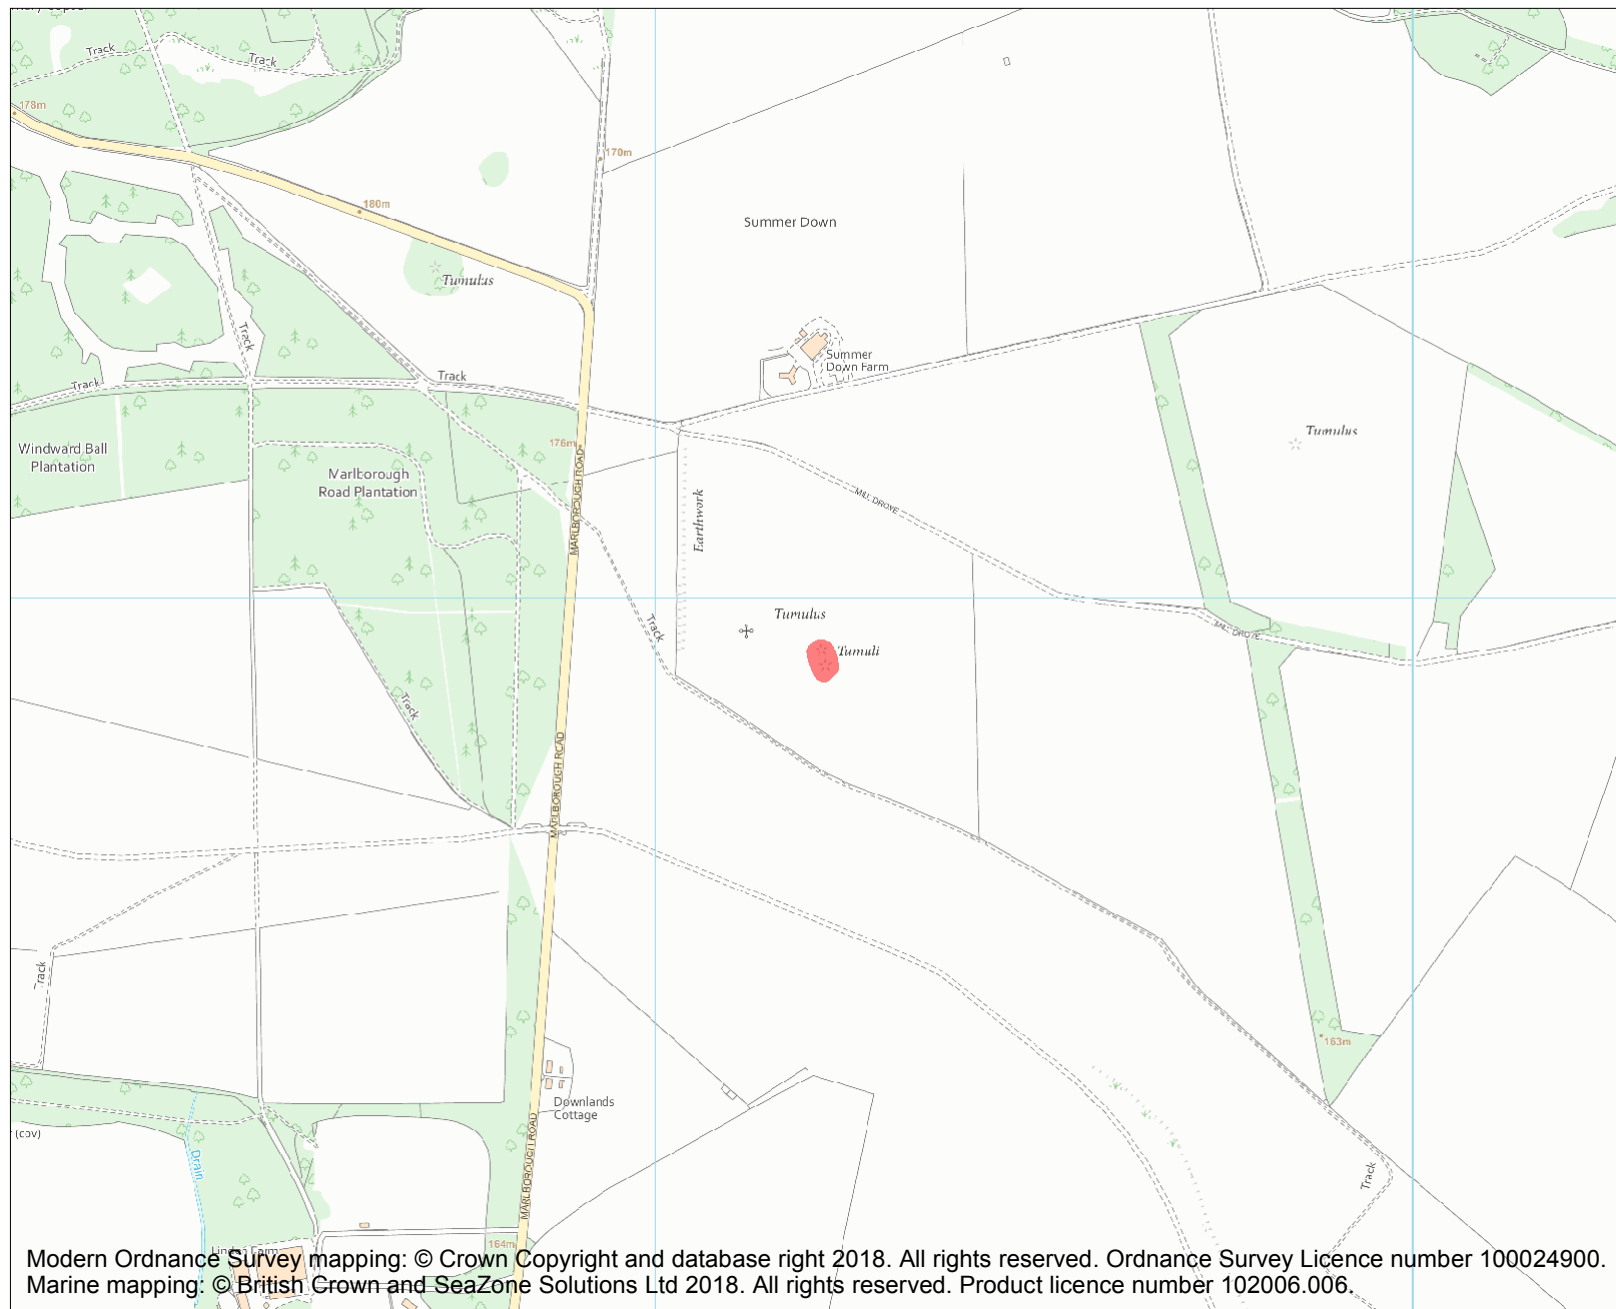 Track
Track
178m
170m
180m
Summer Down
Tumulus
Track
Summer
Down Farm
Track
Track
Tumulus
176m
Windward Ball
Plantation
Marlborough
Road Plantation
MARLBOROUGH ROAD
Earthwork
MILL DROVE
Tumulus
Track
MILL DROVE
Tumuli
Track
MARLBOROUGH ROAD
Track
163m
Downlands
Cottage
(cov)
MARLBOROUGH ROAD
Drain
Track
164m
Linden Farm
Modern Ordnance Survey mapping: © Crown Copyright and database right 2018. All rights reserved. Ordnance Survey Licence number 100024900.
Marine mapping: © British Crown and SeaZone Solutions Ltd 2018. All rights reserved. Product licence number 102006.006.